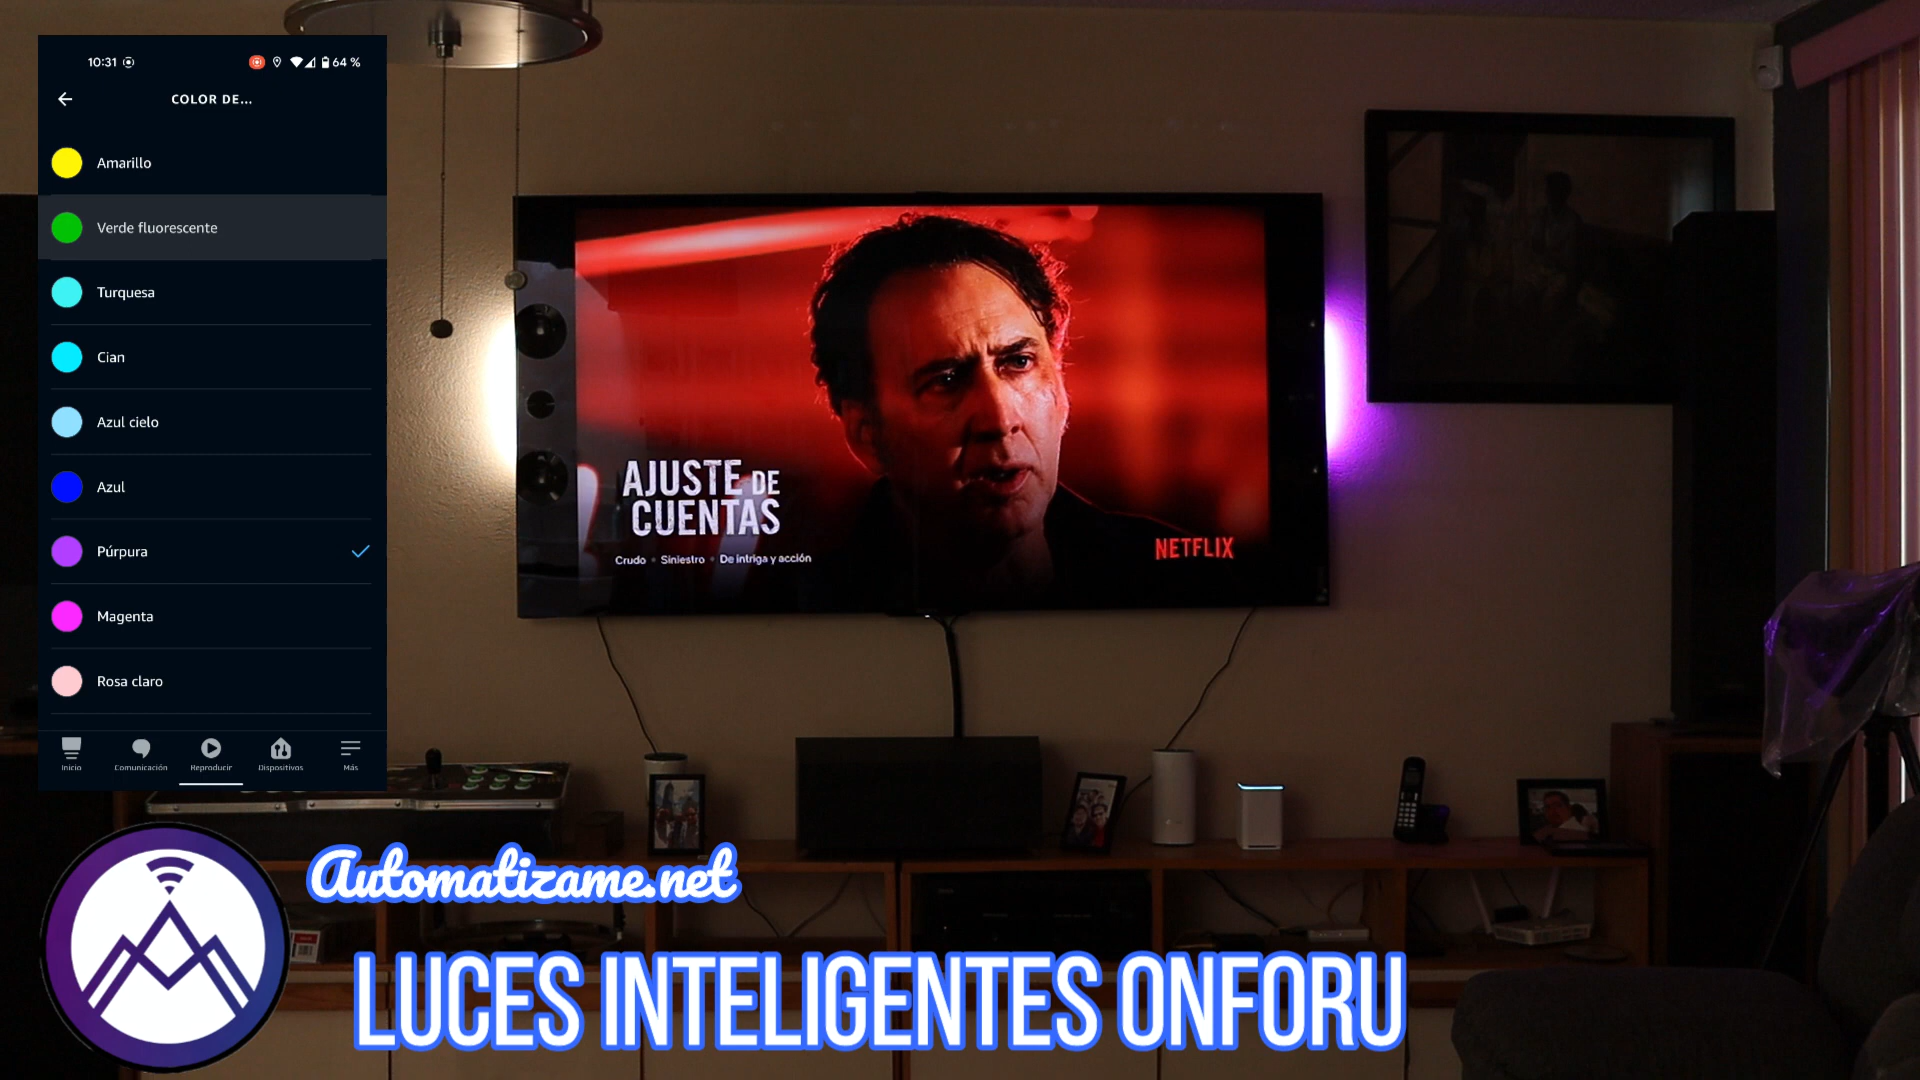 10:31
64 %
COLOR DE...
Amarillo
Verde fluorescente
Turquesa
Cian
Azul cielo
Azul
Púrpura
Magenta
Rosa claro
Inicio
Comunicación
Reproducir
Dispositivos
Más
AJUSTE DE
CUENTAS
Crudo • Siniestro • De intriga y acción
NETFLIX
Automatizame.net
LUCES INTELIGENTES ONFORU